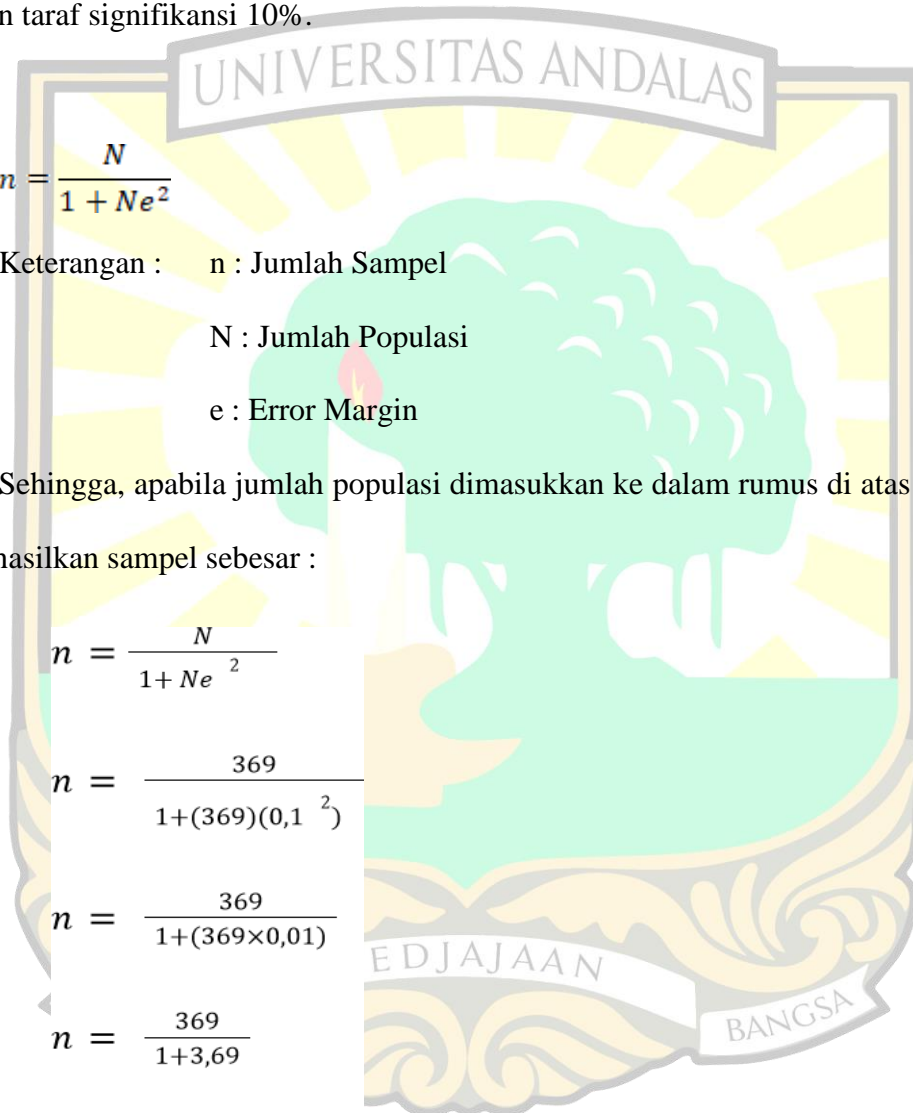 n taraf signifikansi 10%.
UNIVERSITAS ANDALAS
n = N / 1 + Ne²
Keterangan : n : Jumlah Sampel
N : Jumlah Populasi
e : Error Margin
Sehingga, apabila jumlah populasi dimasukkan ke dalam rumus di atas
hasilkan sampel sebesar :
n = N / 1+ Ne ²
n = 369 / 1+(369)(0,1 ²)
n = 369 / 1+(369×0,01)
EDJAJAAN
BANGSA
n = 369 / 1+3,69